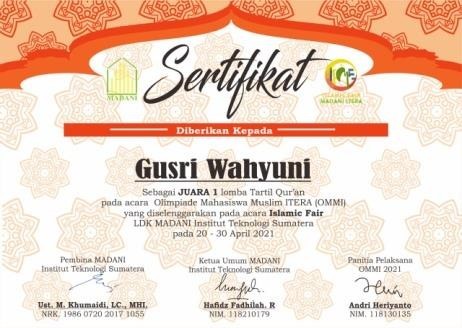 Sertifikat
MADANI
ISLAMIC FAIR
MADANI ITERA
Diberikan Kepada
Gusri Wahyuni
Sebagai JUARA 1 lomba Tartil Qur'an
pada acara Olimpiade Mahasiswa Muslim ITERA (OMMI)
yang diselenggarakan pada acara Islamic Fair
LDK MADANI Institut Teknologi Sumatera
pada 20 - 30 April 2021
Pembina MADANI
Institut Teknologi Sumatera
Ust. M. Khumaidi, LC., MHI,
NRK. 1986 0720 2017 1055
Ketua Umum MADANI
Institut Teknologi Sumatera
Hafidz Fadhilah. R
NIM. 118210179
Panitia Pelaksana
OMMI 2021
Andri Heriyanto
NIM. 118130135